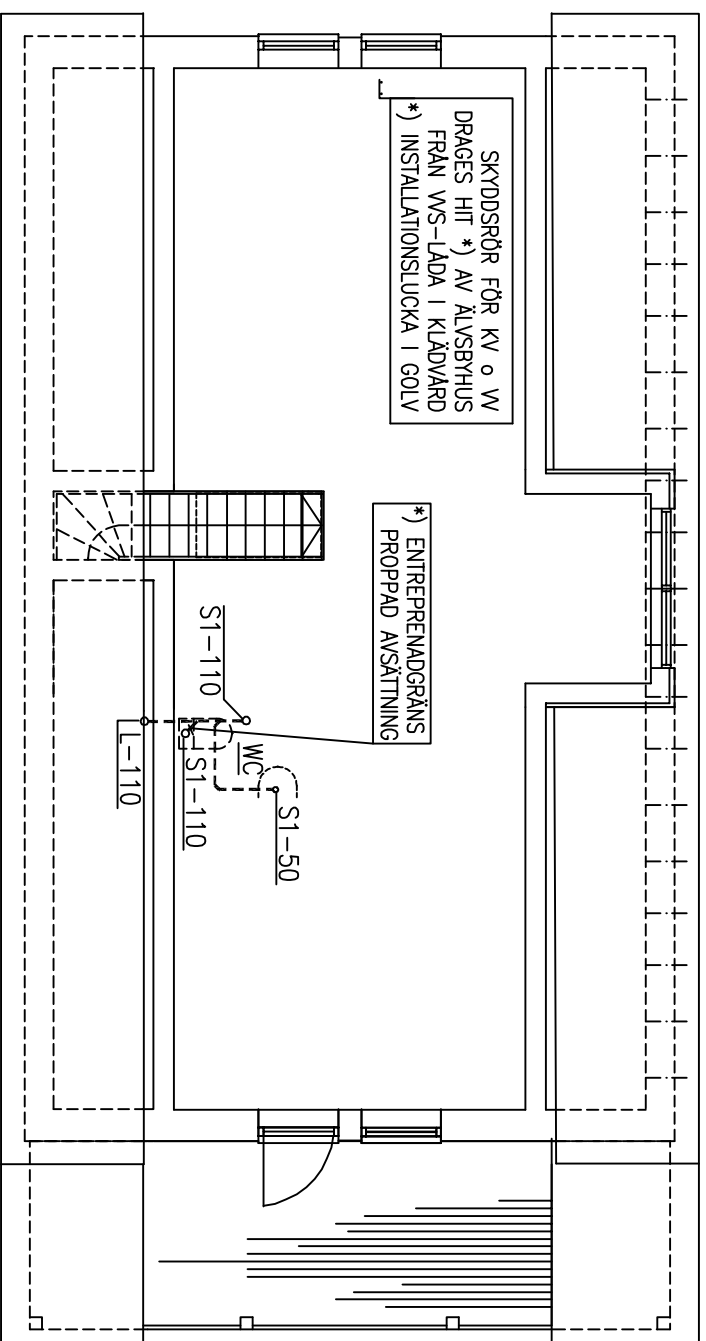 SKYDDSRÖR FÖR KV o VV
DRAGES HIT *) AV ÄLVSBYHUS
FRÅN VVS-LÅDA I KLÄDVÅRD
*) INSTALLATIONSLUCKA I GOLV
*) ENTREPRENADGRÄNS
PROPPAD AVSÄTTNING
S1-50
S1-110
WC
S1-110
L-110